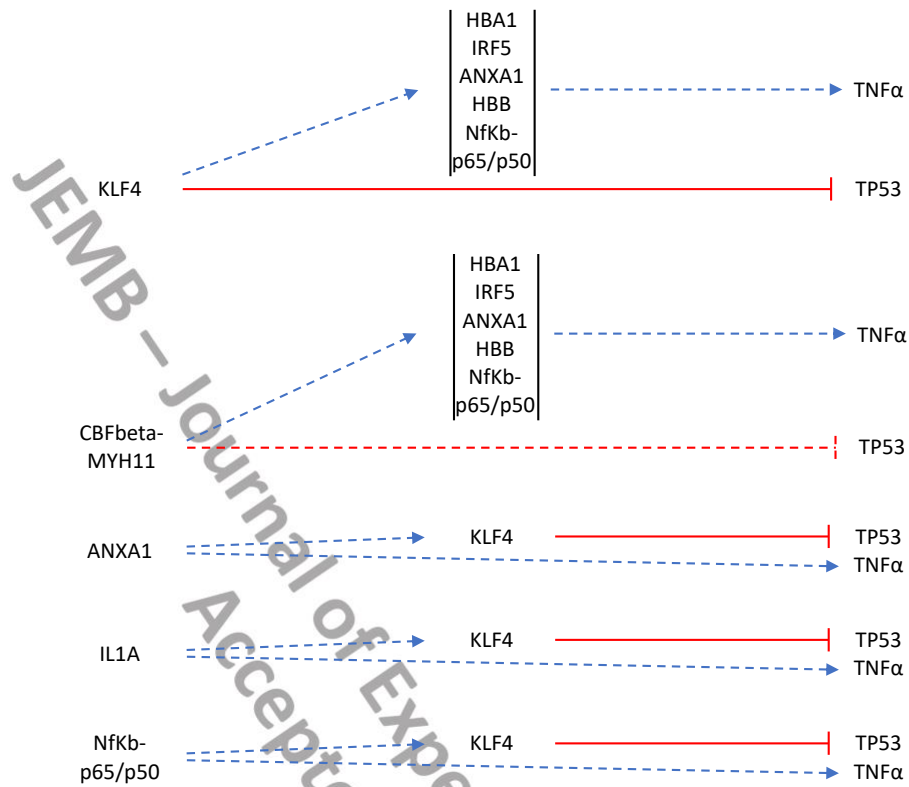 HBA1
IRF5
ANXA1
HBB
NfKb-
p65/p50
TNFα
KLF4
TP53
HBA1
IRF5
ANXA1
HBB
NfKb-
p65/p50
TNFα
CBFbeta-
MYH11
TP53
ANXA1
KLF4
TP53
TNFα
IL1A
KLF4
TP53
TNFα
NfKb-
p65/p50
KLF4
TP53
TNFα
JEMB – Journal of Expe
Accepte